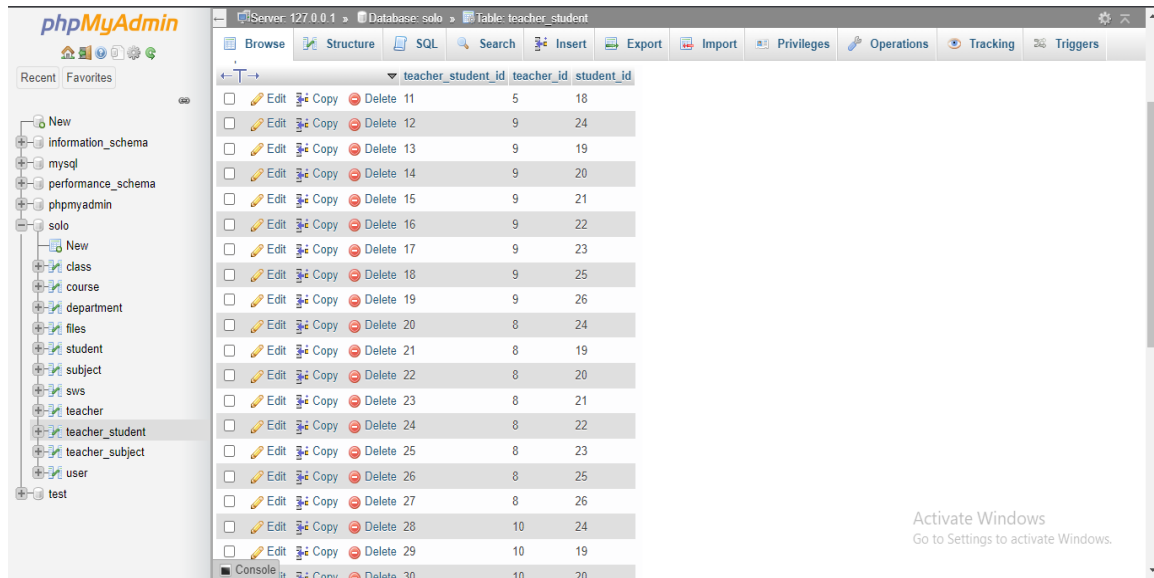 phpMyAdmin
Recent Favorites
New
information_schema
mysql
performance_schema
phpmyadmin
solo
New
class
course
department
files
student
subject
sws
teacher
teacher_student
teacher_subject
user
test
Server: 127.0.0.1 » Database: solo » Table: teacher_student
Browse Structure SQL Search Insert Export Import Privileges Operations Tracking Triggers
←T→ teacher_student_id teacher_id student_id
Edit Copy Delete 11 5 18
Edit Copy Delete 12 9 24
Edit Copy Delete 13 9 19
Edit Copy Delete 14 9 20
Edit Copy Delete 15 9 21
Edit Copy Delete 16 9 22
Edit Copy Delete 17 9 23
Edit Copy Delete 18 9 25
Edit Copy Delete 19 9 26
Edit Copy Delete 20 8 24
Edit Copy Delete 21 8 19
Edit Copy Delete 22 8 20
Edit Copy Delete 23 8 21
Edit Copy Delete 24 8 22
Edit Copy Delete 25 8 23
Edit Copy Delete 26 8 25
Edit Copy Delete 27 8 26
Edit Copy Delete 28 10 24
Edit Copy Delete 29 10 19
Console Copy Delete 30 10 20
Activate Windows
Go to Settings to activate Windows.